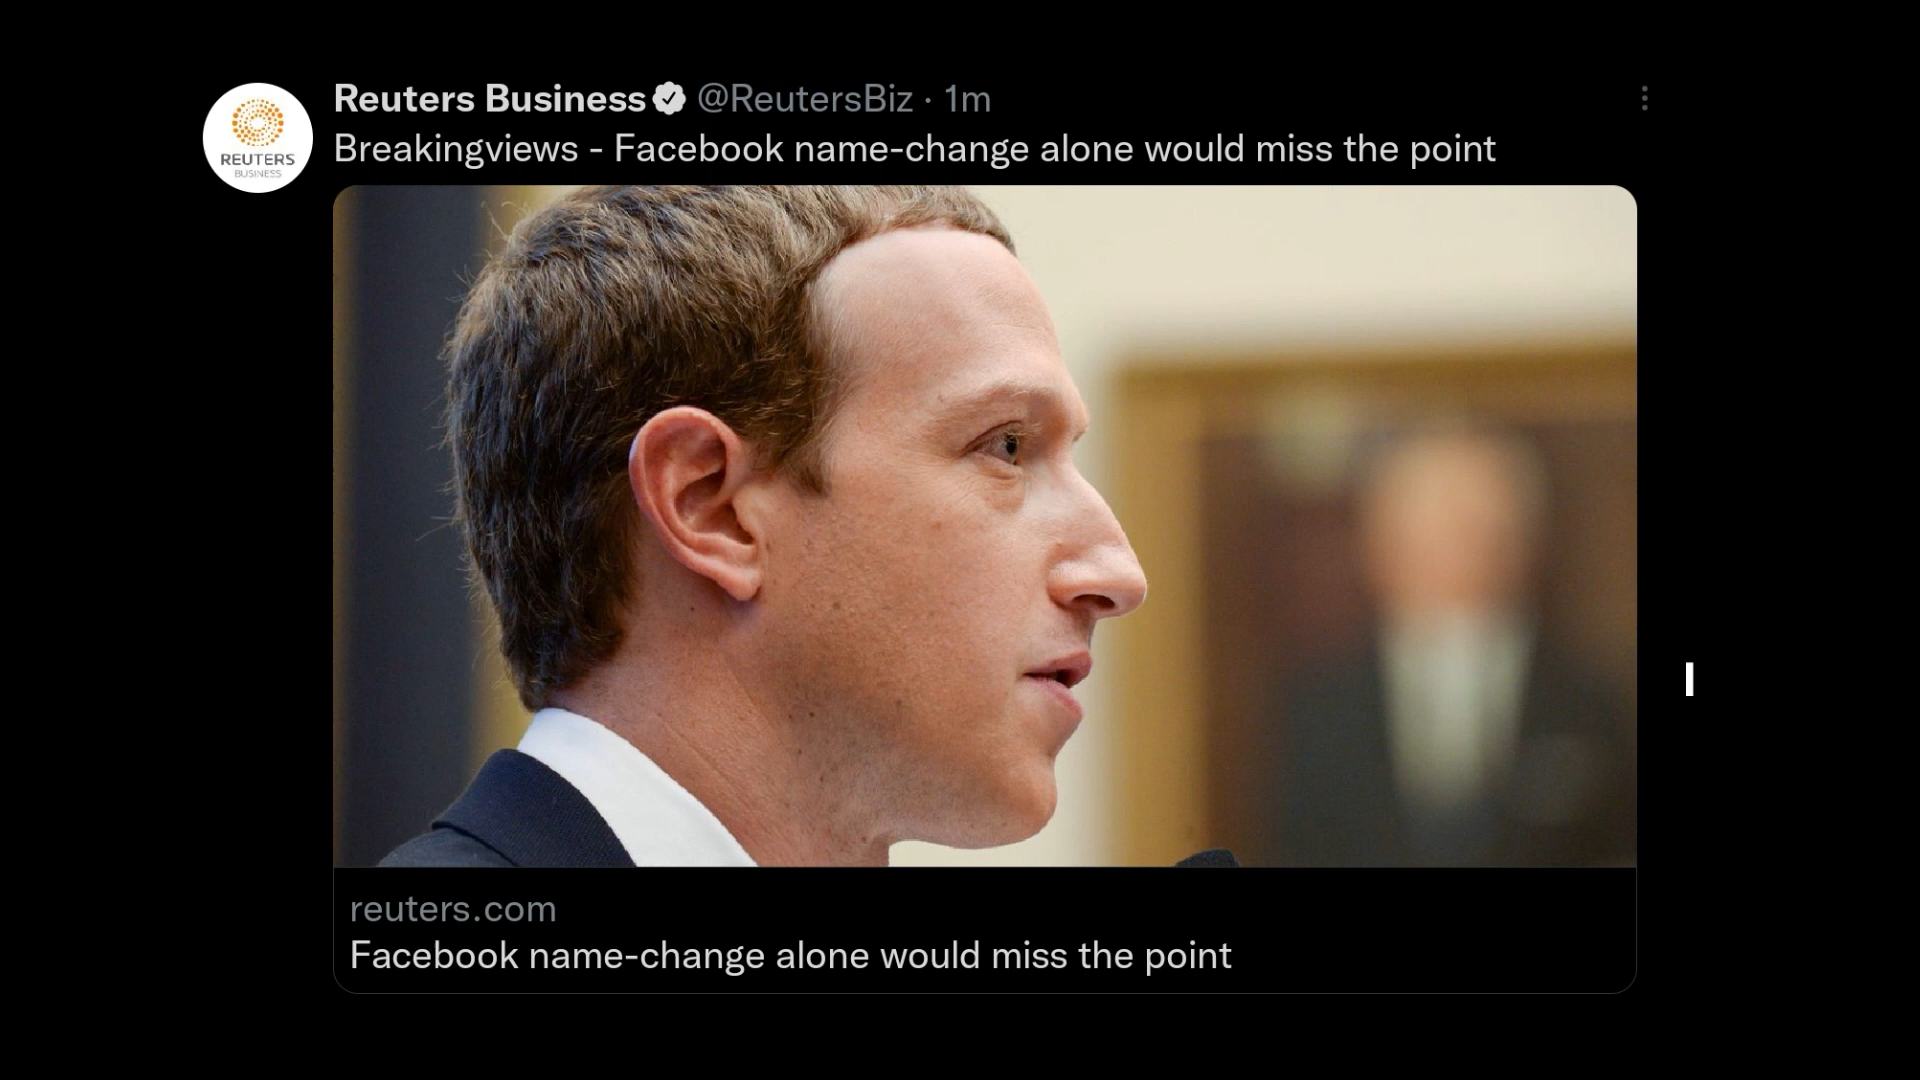 Reuters Business @ReutersBiz · 1m
REUTERS
BUSINESS
Breakingviews - Facebook name-change alone would miss the point
reuters.com
Facebook name-change alone would miss the point